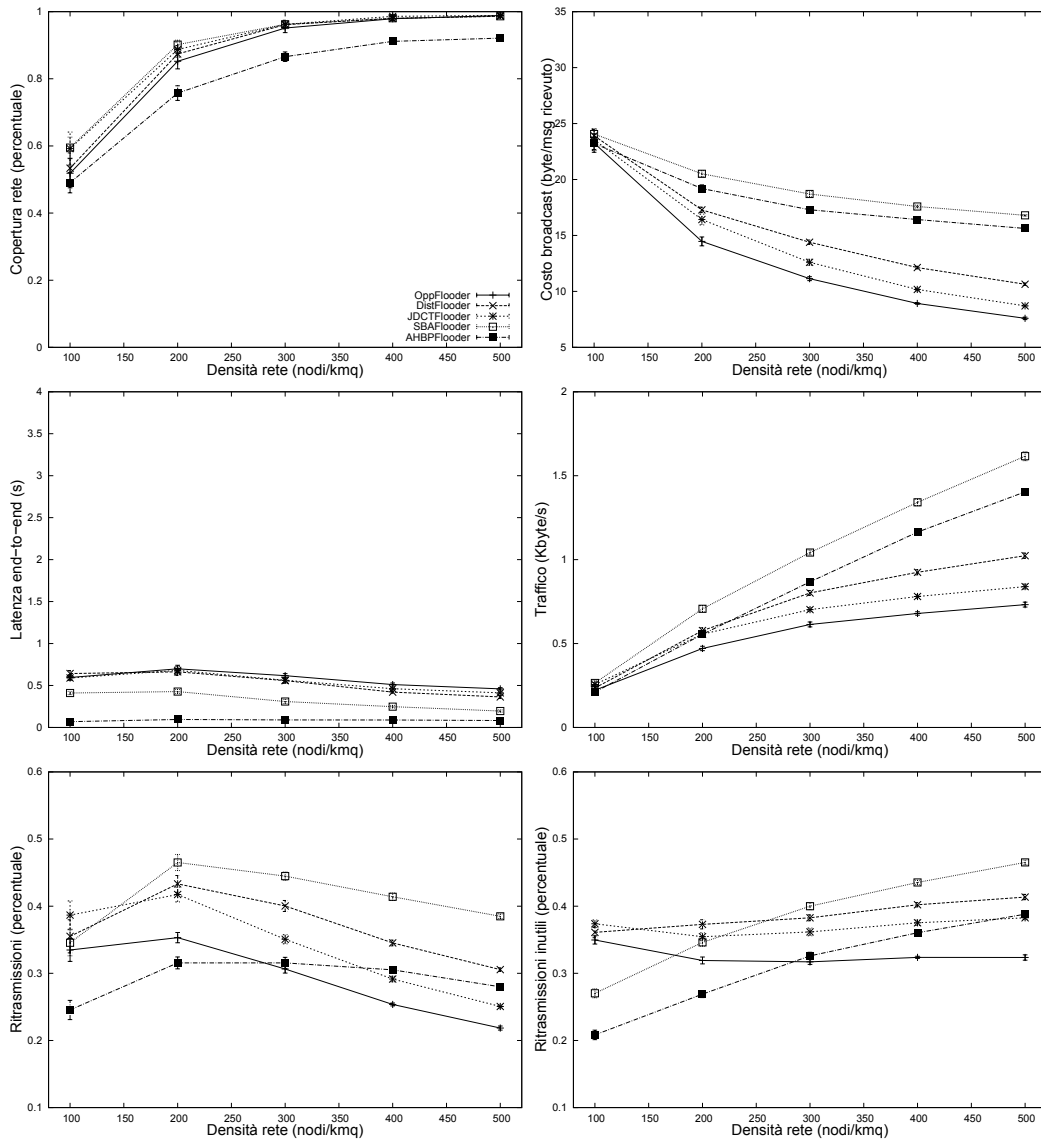 1
0.8
0.6
0.4
0.2
0
Copertura rete (percentuale)
OppFlooder
DistFlooder
JDCTFlooder
SBAFlooder
AHBPFlooder
100 150 200 250 300 350 400 450 500
Densità rete (nodi/kmq)
35
30
25
20
15
10
5
Costo broadcast (byte/msg ricevuto)
100 150 200 250 300 350 400 450 500
Densità rete (nodi/kmq)
4
3.5
3
2.5
2
1.5
1
0.5
0
Latenza end−to−end (s)
100 150 200 250 300 350 400 450 500
Densità rete (nodi/kmq)
2
1.5
1
0.5
0
Traffico (Kbyte/s)
100 150 200 250 300 350 400 450 500
Densità rete (nodi/kmq)
0.6
0.5
0.4
0.3
0.2
0.1
Ritrasmissioni (percentuale)
100 150 200 250 300 350 400 450 500
Densità rete (nodi/kmq)
0.6
0.5
0.4
0.3
0.2
0.1
Ritrasmissioni inutili (percentuale)
100 150 200 250 300 350 400 450 500
Densità rete (nodi/kmq)